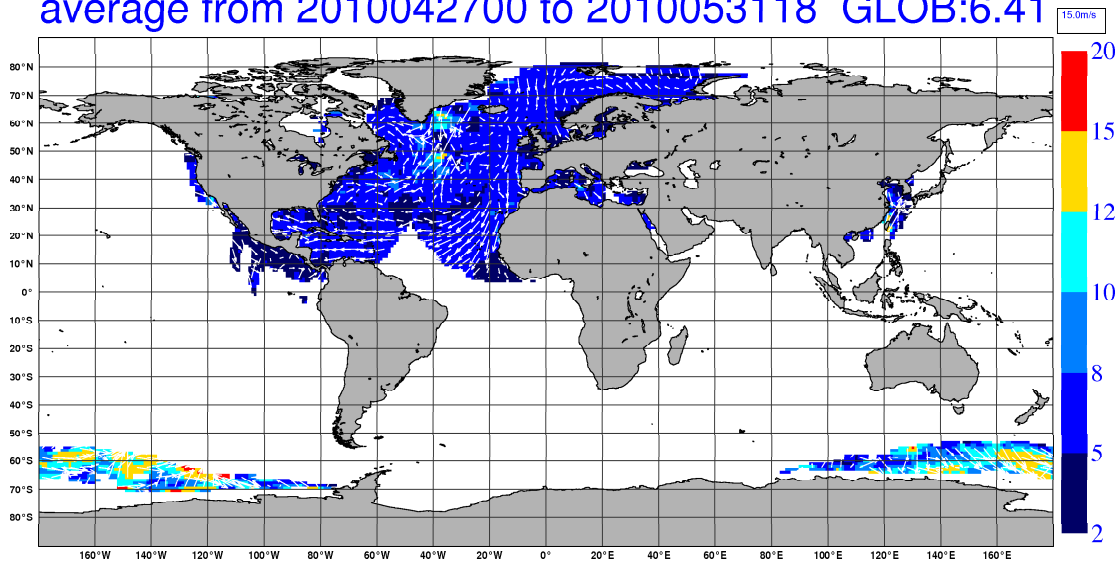 average from 2010042700 to 2010053118 GLOB:6.41
15.0m/s
20
15
12
10
8
5
2
80°N
70°N
60°N
50°N
40°N
30°N
20°N
10°N
0°
10°S
20°S
30°S
40°S
50°S
60°S
70°S
80°S
160°W 140°W 120°W 100°W 80°W 60°W 40°W 20°W 0° 20°E 40°E 60°E 80°E 100°E 120°E 140°E 160°E